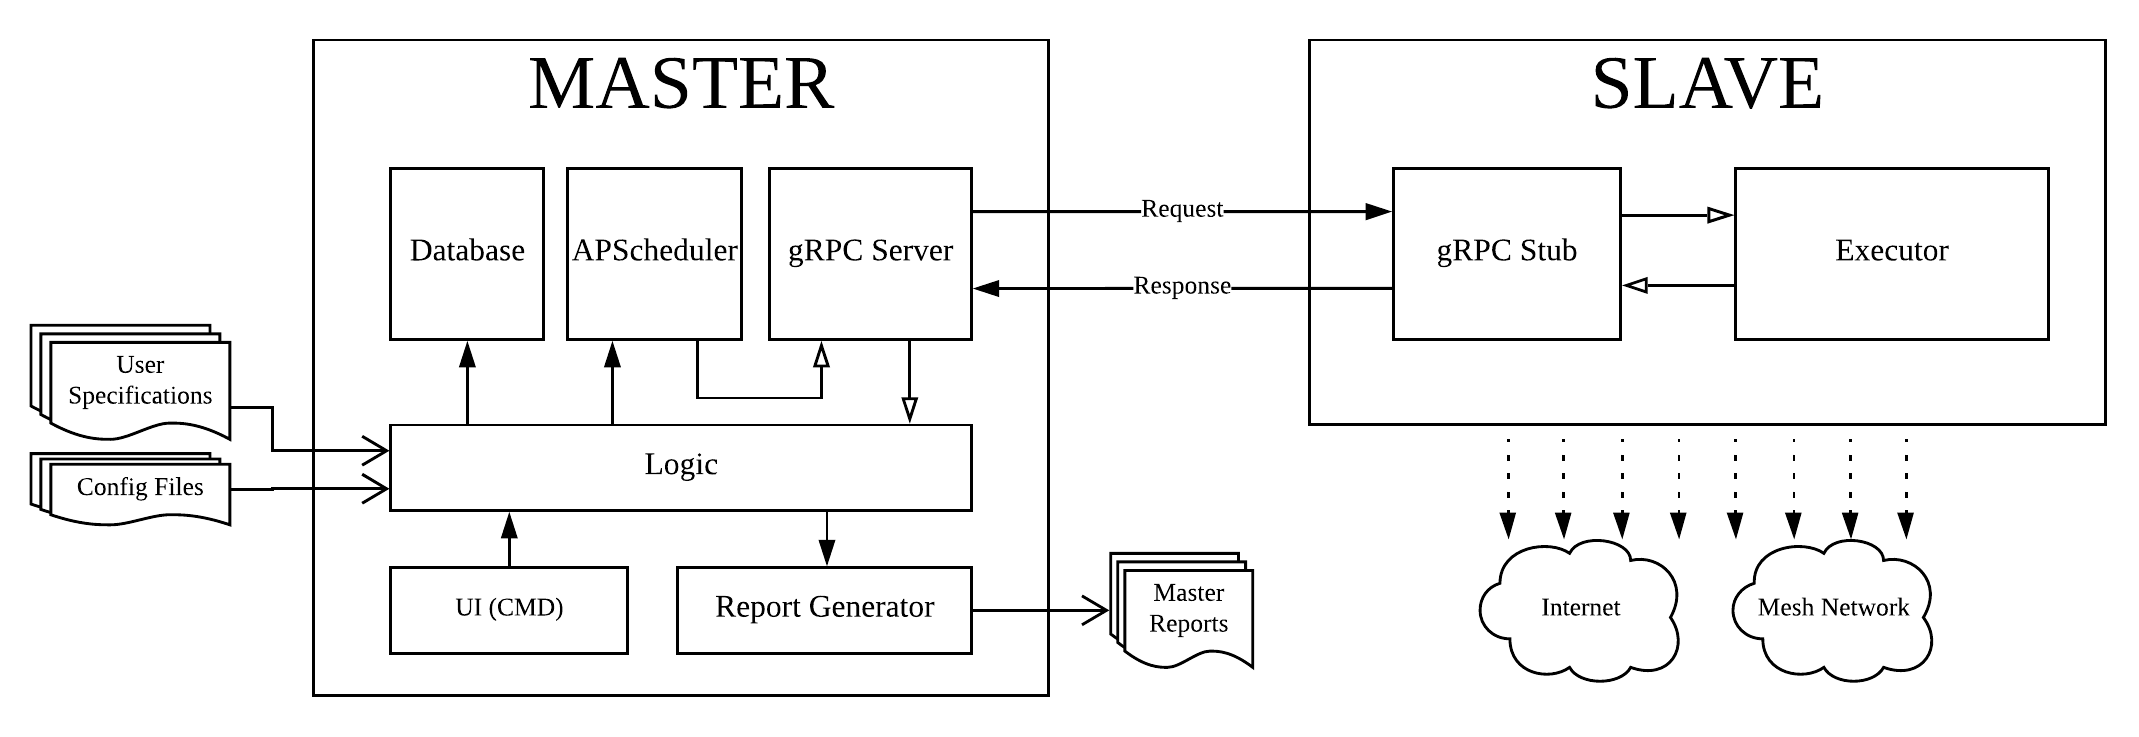 MASTER
SLAVE
Database
APScheduler
gRPC Server
Request
Response
gRPC Stub
Executor
User
Specifications
Config Files
Logic
UI (CMD)
Report Generator
Master
Reports
Internet
Mesh Network